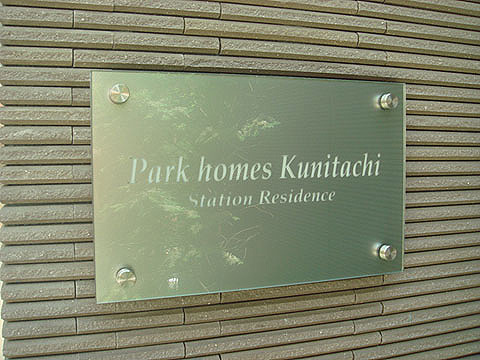 Park homes Kunitachi
Station Residence